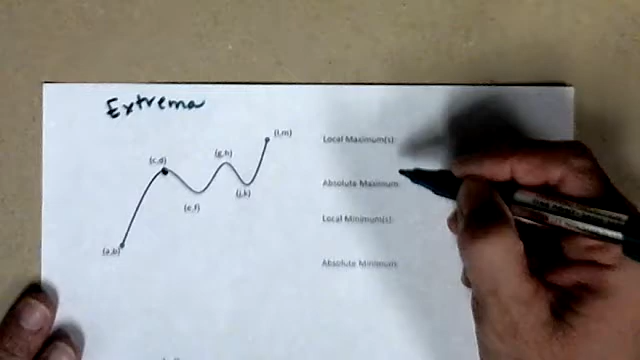 Extrema
(l,m)
Local Maximum(s):
(g,h)
(c,d)
Absolute Maximum:
(j,k)
(e,f)
Local Minimum(s):
(a,b)
Absolute Minimum: